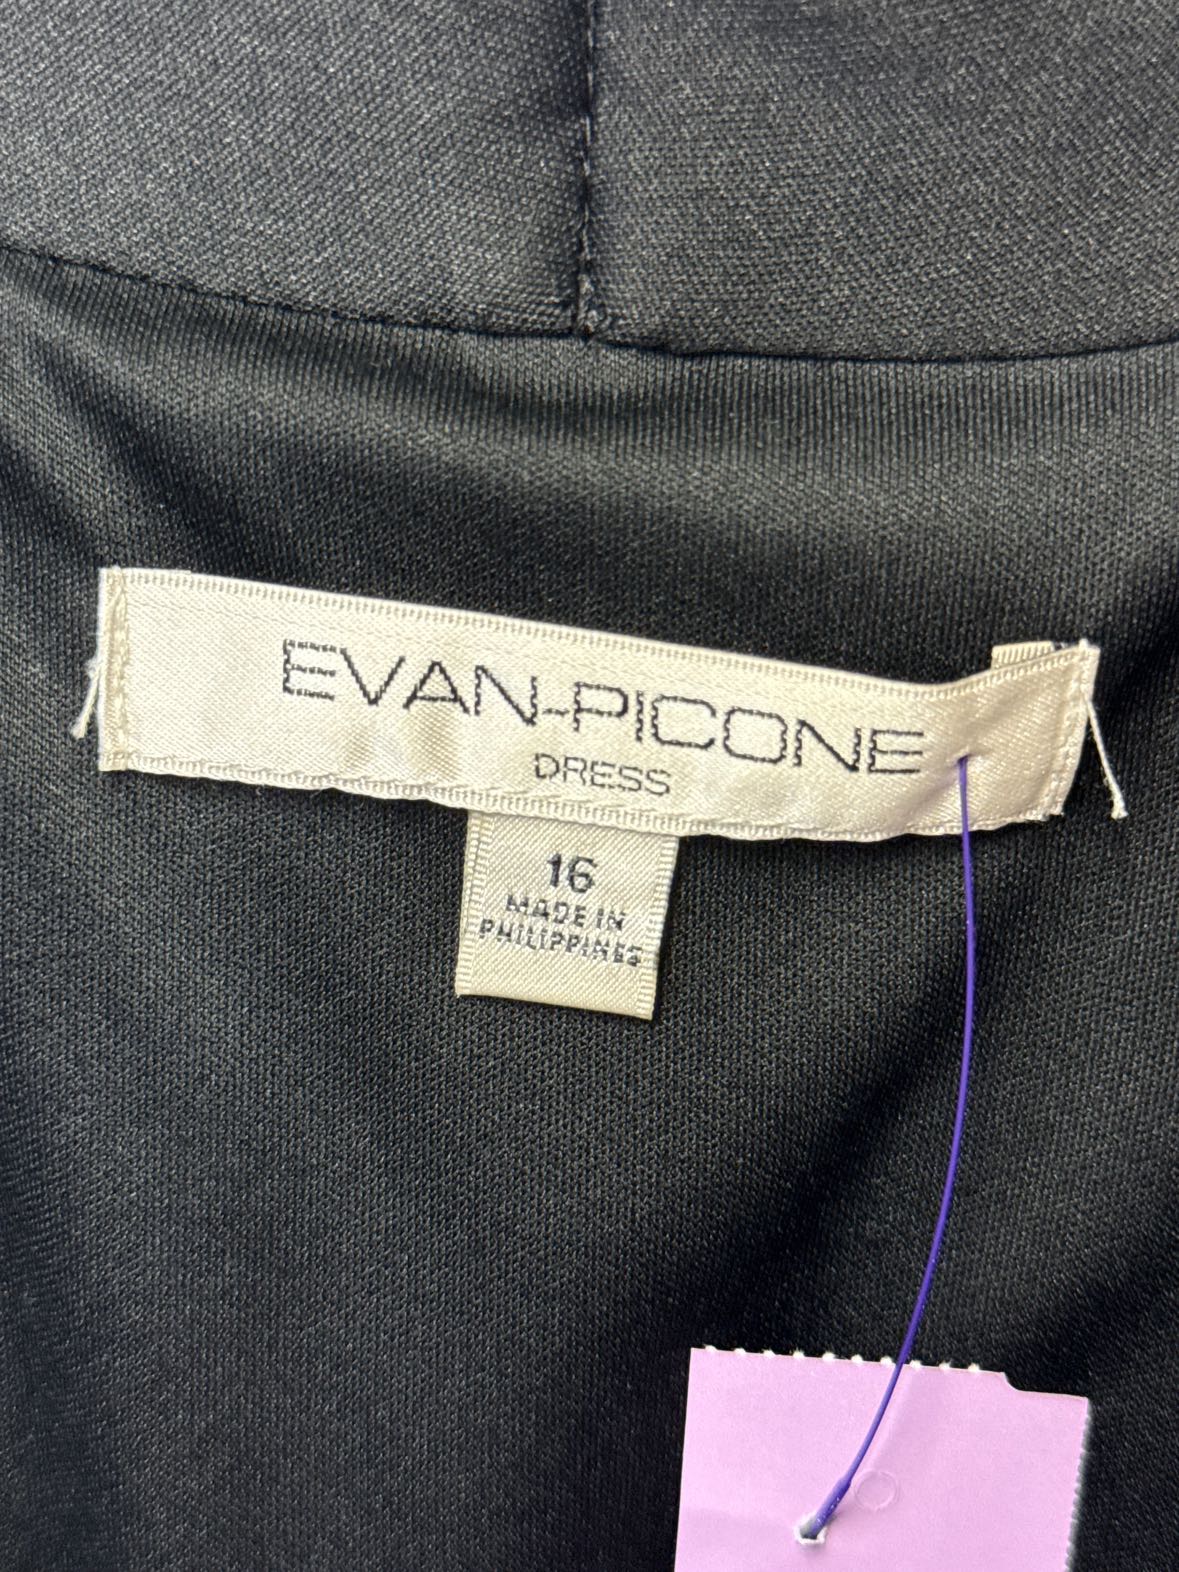 EVAN-PICONE
DRESS
16
MADE IN
PHILIPPINES